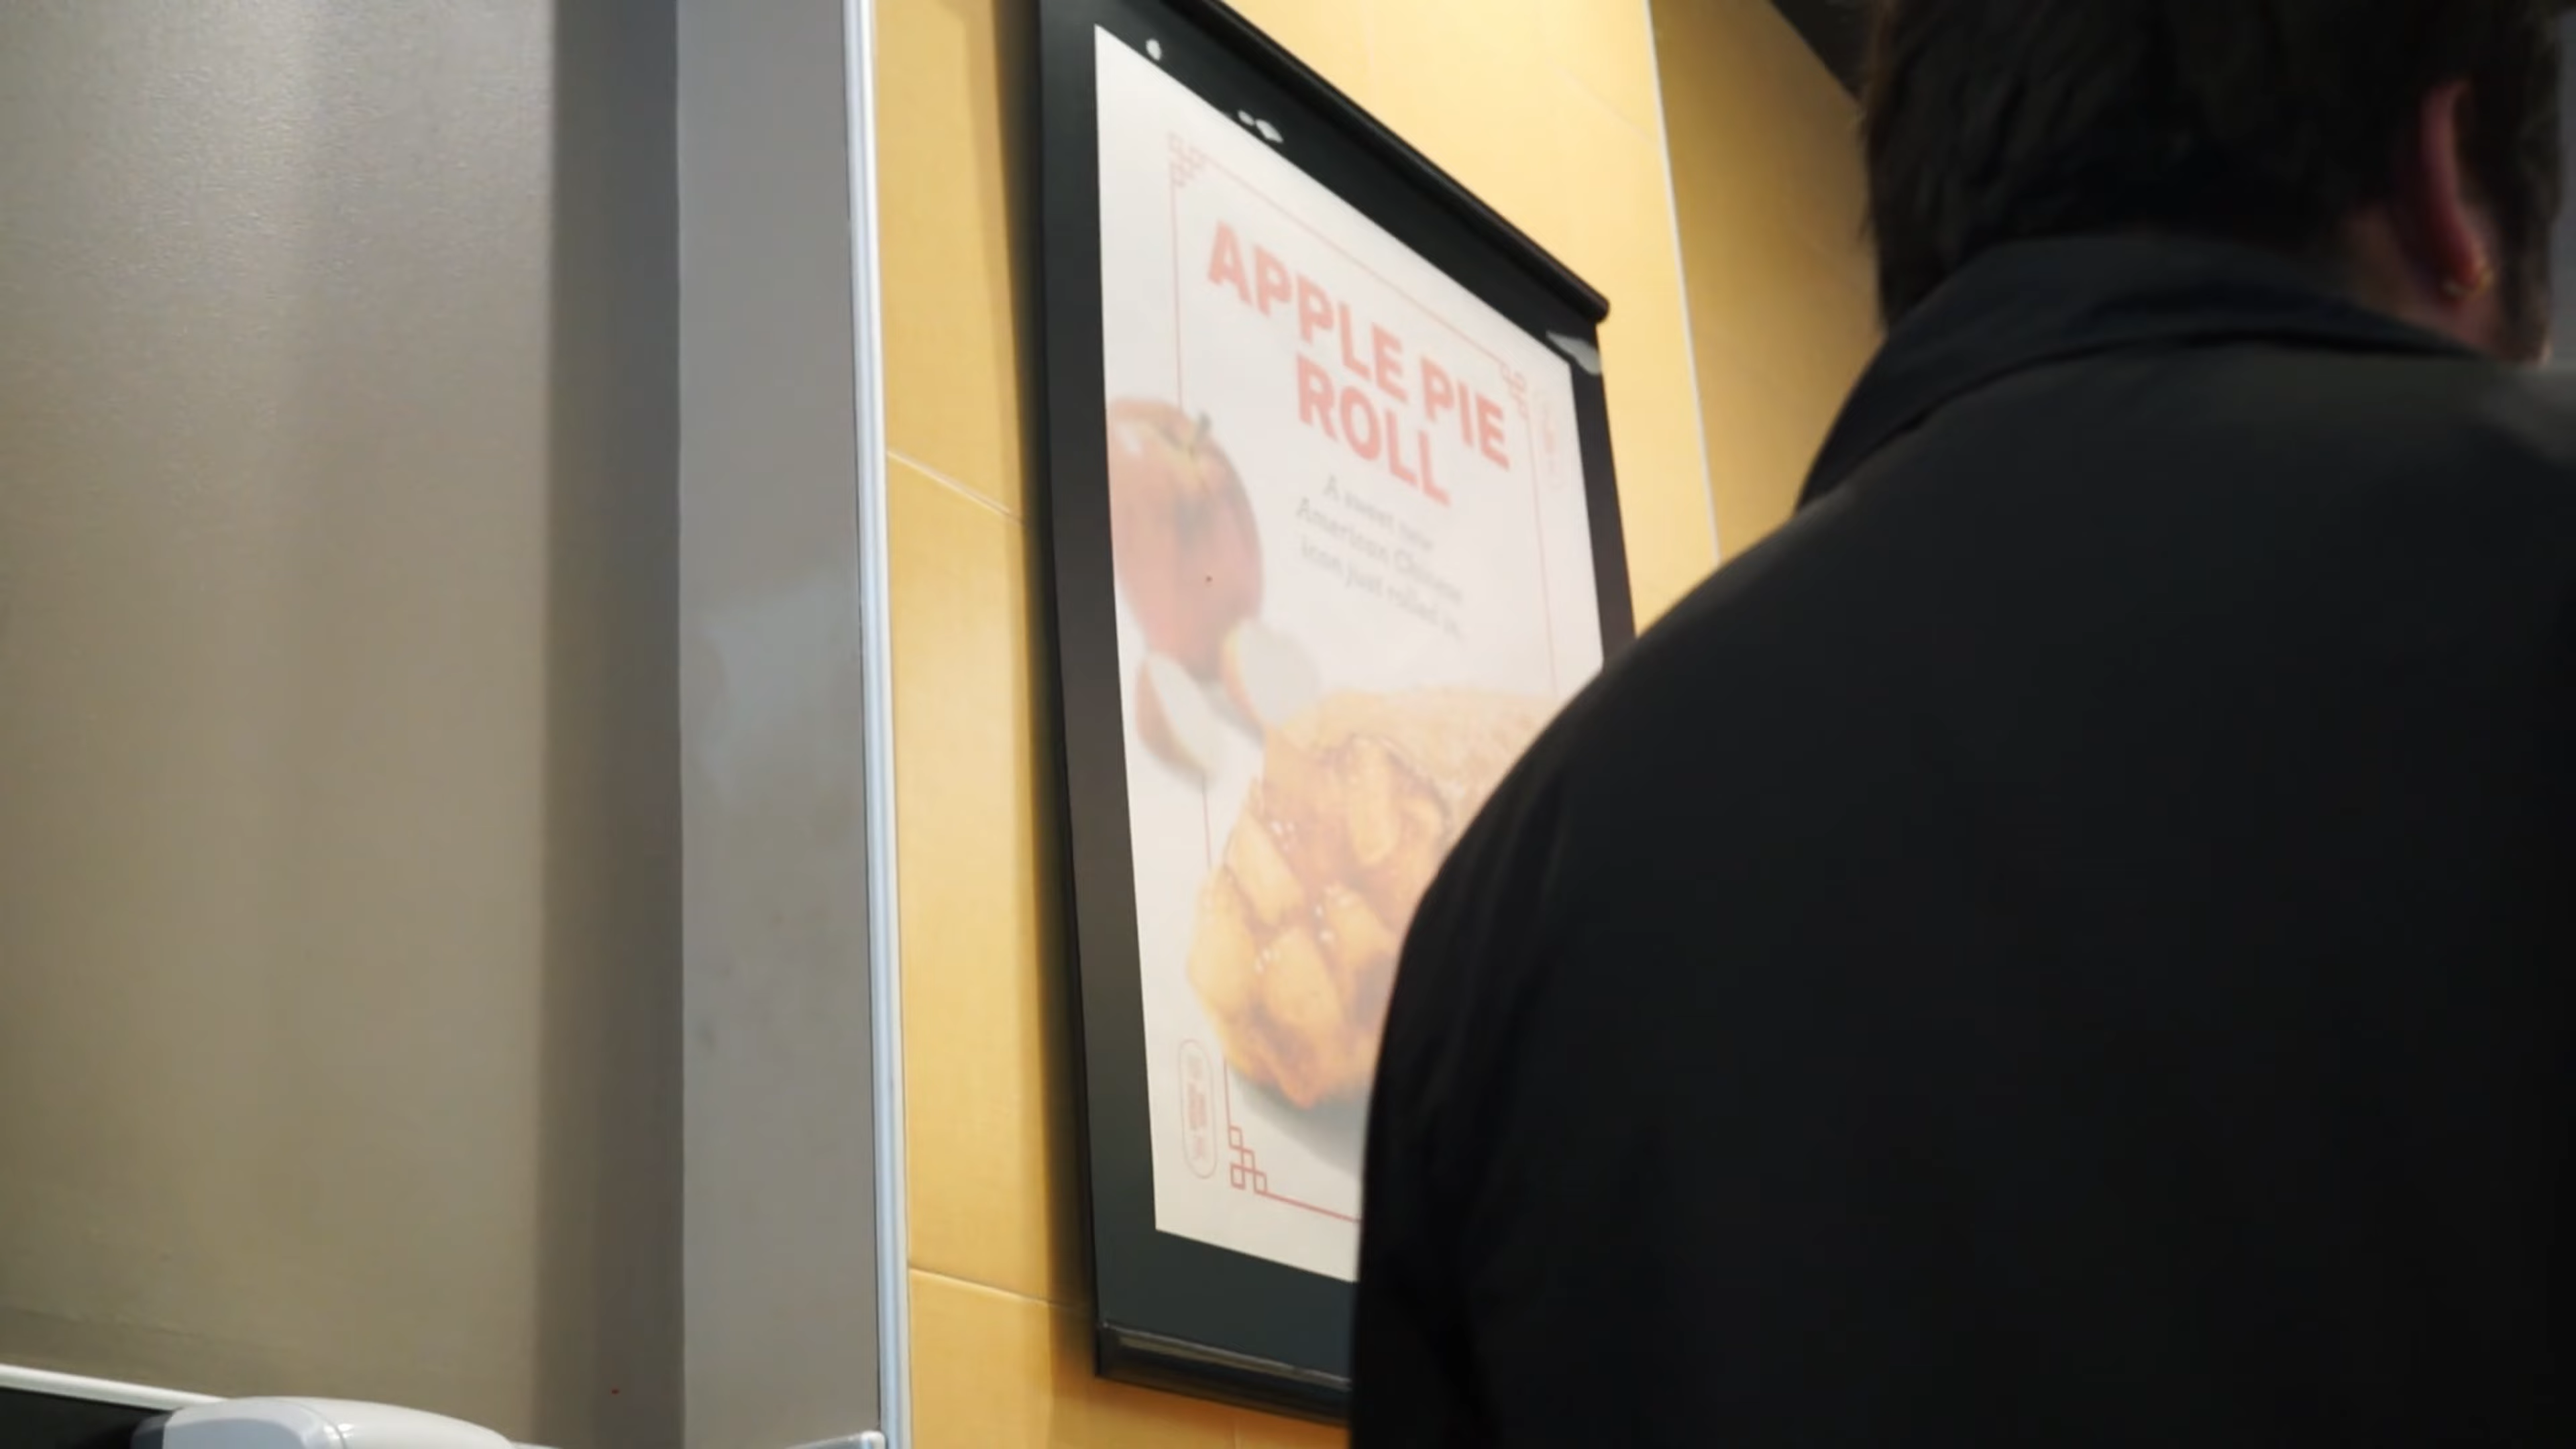 APPLE PIE
ROLL
A sweet new
American Chinese
icon just rolled in.